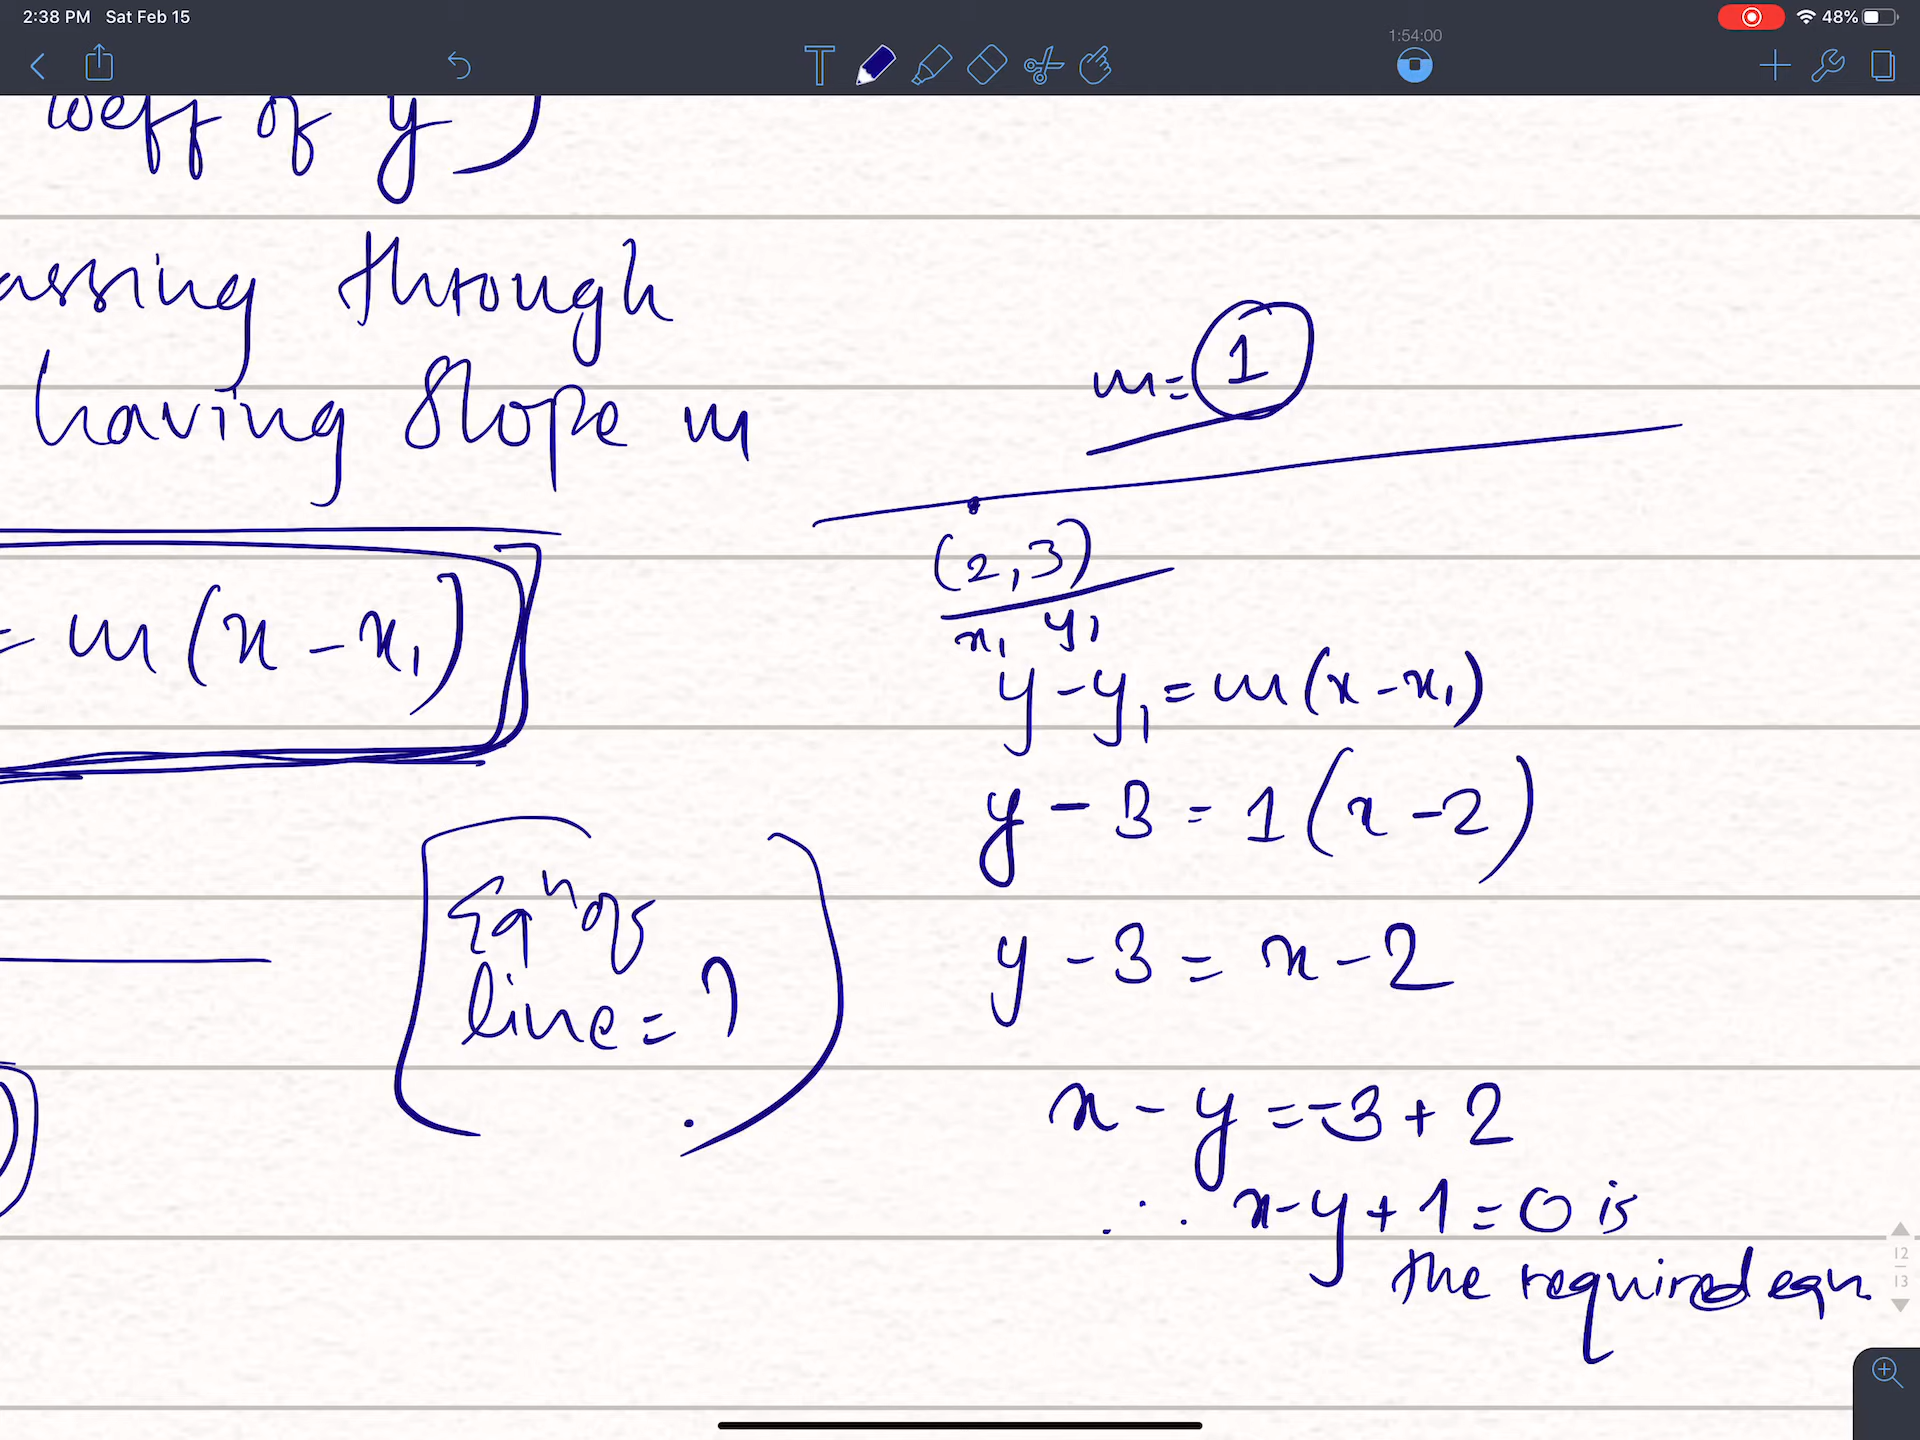 2:38 PM Sat Feb 15
48%
1:54:00
T
coeff of y)
assing through
having slope m
= m(x - x₁)
Eqⁿ of
line = ?
m = 1
(2, 3)
x₁ y₁
y - y₁ = m(x - x₁)
y - 3 = 1(x - 2)
y - 3 = x - 2
x - y = -3 + 2
∴ x - y + 1 = 0 is
the required eqn
12
13